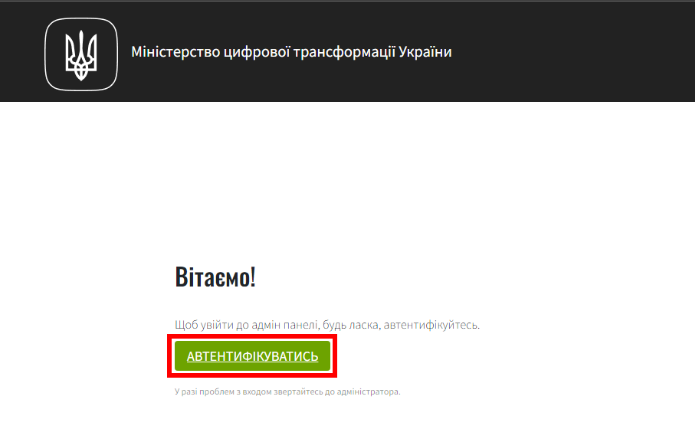 Міністерство цифрової трансформації України
Вітаємо!
Щоб увійти до адмін панелі, будь ласка, автентифікуйтесь.
АВТЕНТИФІКУВАТИСЬ
У разі проблем з входом звертайтесь до адміністратора.